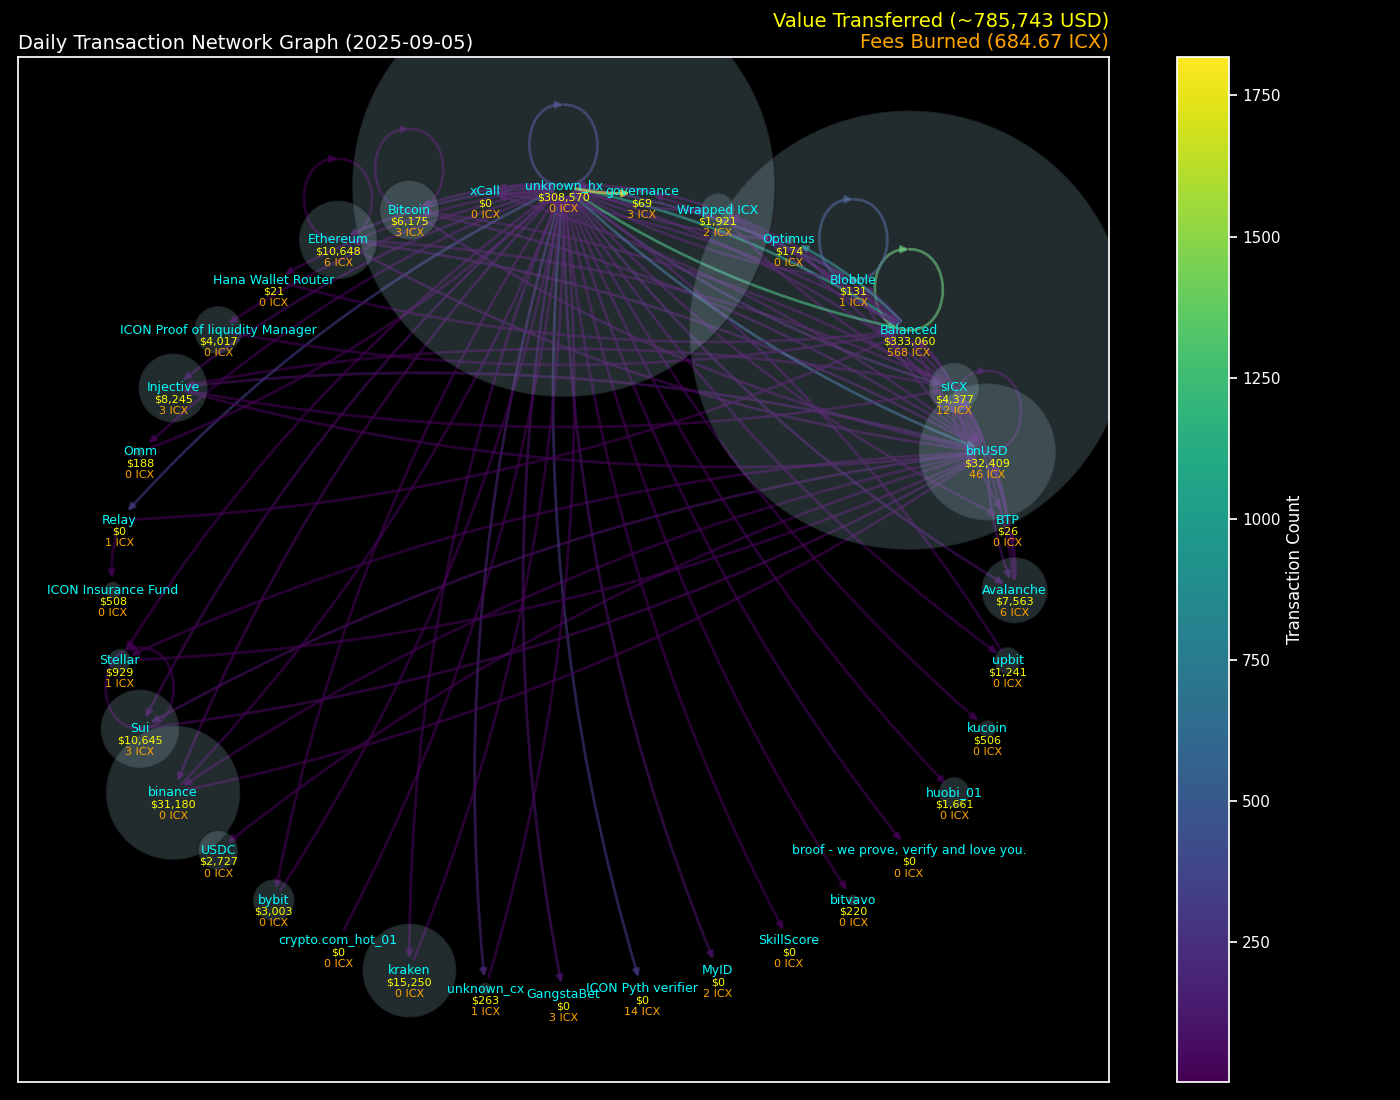 Value Transferred (~785,743 USD)
Daily Transaction Network Graph (2025-09-05)
Fees Burned (684.67 ICX)
unknown_hx
$308,570
0 ICX
governance
$69
3 ICX
xCall
$0
0 ICX
Wrapped ICX
$1,921
2 ICX
Bitcoin
$6,175
3 ICX
Optimus
$174
0 ICX
Ethereum
$10,648
6 ICX
Blobble
$131
1 ICX
Hana Wallet Router
$21
0 ICX
Balanced
$333,060
568 ICX
ICON Proof of liquidity Manager
$4,017
0 ICX
sICX
$4,377
12 ICX
Injective
$8,245
3 ICX
bnUSD
$32,409
46 ICX
Omm
$188
0 ICX
BTP
$26
0 ICX
Relay
$0
1 ICX
Avalanche
$7,563
6 ICX
ICON Insurance Fund
$508
0 ICX
upbit
$1,241
0 ICX
Stellar
$929
1 ICX
kucoin
$506
0 ICX
Sui
$10,645
3 ICX
huobi_01
$1,661
0 ICX
binance
$31,180
0 ICX
broof - we prove, verify and love you.
$0
0 ICX
USDC
$2,727
0 ICX
bitvavo
$220
0 ICX
bybit
$3,003
0 ICX
SkillScore
$0
0 ICX
crypto.com_hot_01
$0
0 ICX
MyID
$0
2 ICX
kraken
$15,250
0 ICX
ICON Pyth verifier
$0
14 ICX
unknown_cx
$263
1 ICX
GangstaBet
$0
3 ICX
1750
1500
1250
1000
750
500
250
Transaction Count